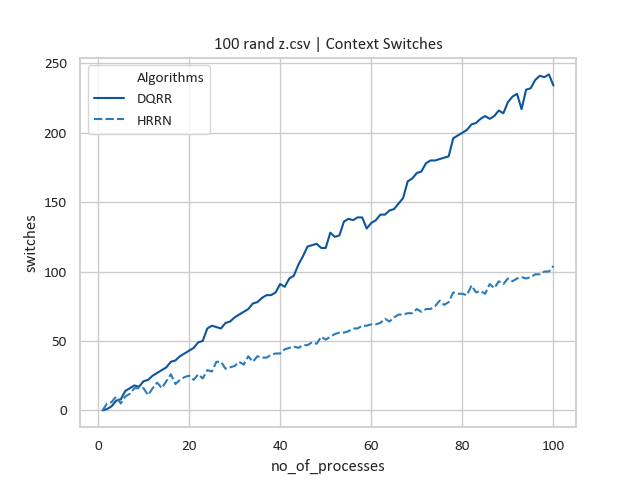 100 rand z.csv | Context Switches
Algorithms
DQRR
HRRN
250
200
150
100
50
0
switches
0 20 40 60 80 100
no_of_processes